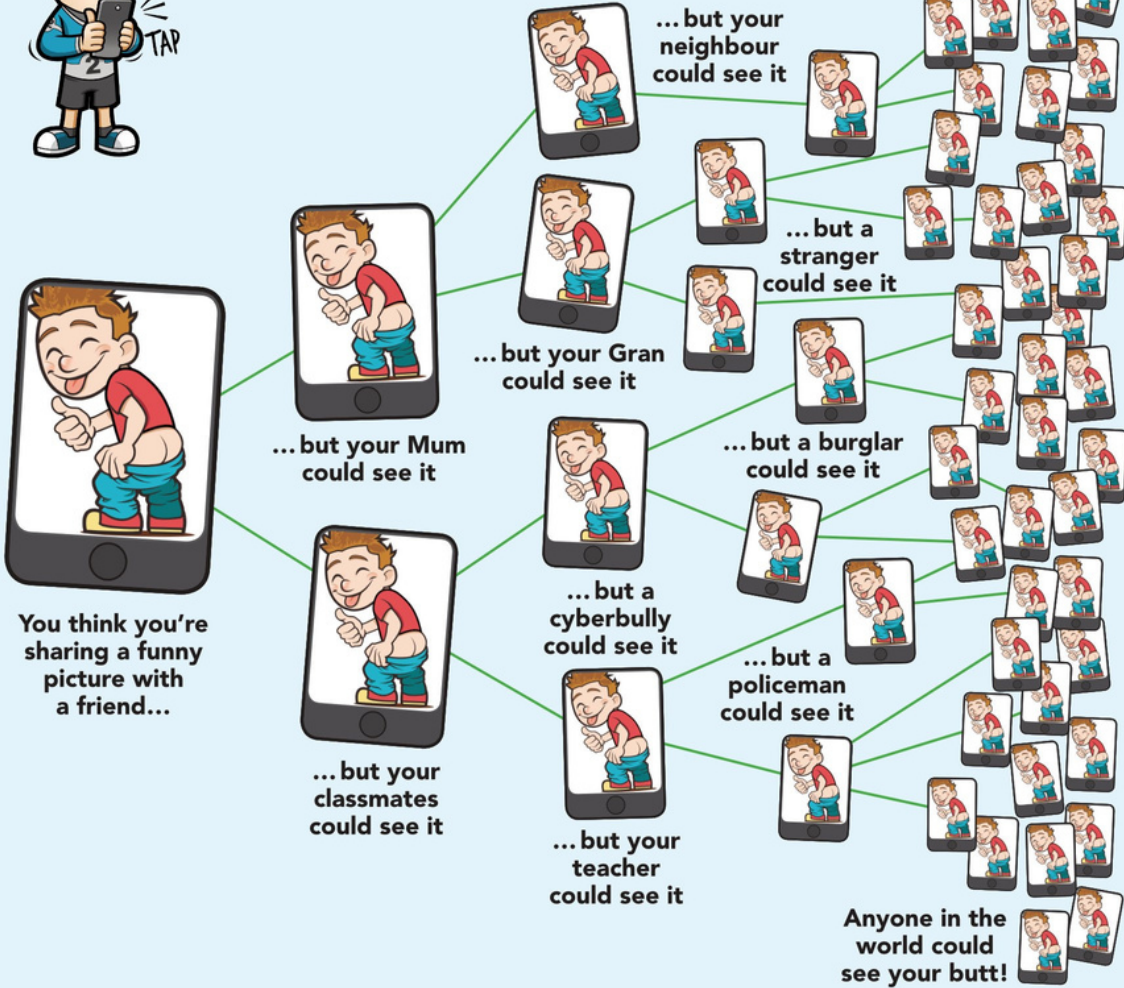 TAP
2
You think you’re
sharing a funny
picture with
a friend...
...but your Mum
could see it
...but your
classmates
could see it
...but your
neighbour
could see it
...but your Gran
could see it
...but a
cyberbully
could see it
...but your
teacher
could see it
...but a
stranger
could see it
...but a burglar
could see it
...but a
policeman
could see it
Anyone in the
world could
see your butt!